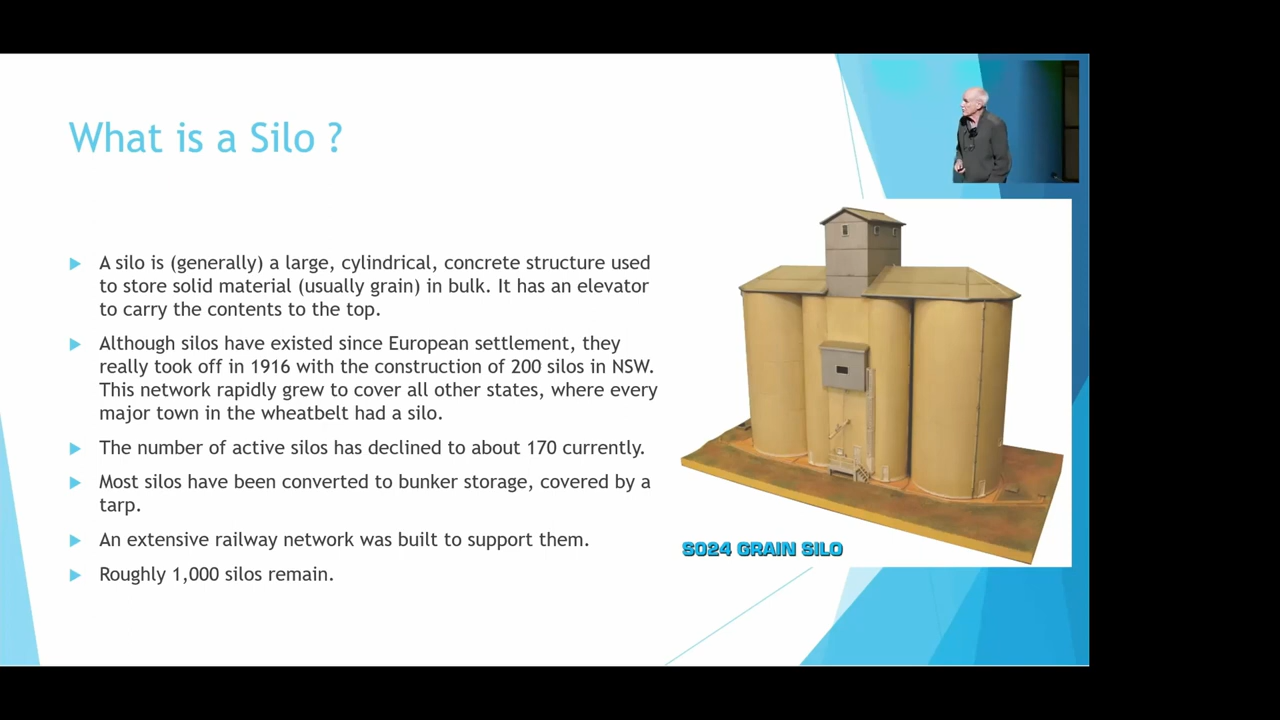 What is a Silo ?
A silo is (generally) a large, cylindrical, concrete structure used
to store solid material (usually grain) in bulk. It has an elevator
to carry the contents to the top.
Although silos have existed since European settlement, they
really took off in 1916 with the construction of 200 silos in NSW.
This network rapidly grew to cover all other states, where every
major town in the wheatbelt had a silo.
The number of active silos has declined to about 170 currently.
Most silos have been converted to bunker storage, covered by a
tarp.
An extensive railway network was built to support them.
Roughly 1,000 silos remain.
S024 GRAIN SILO